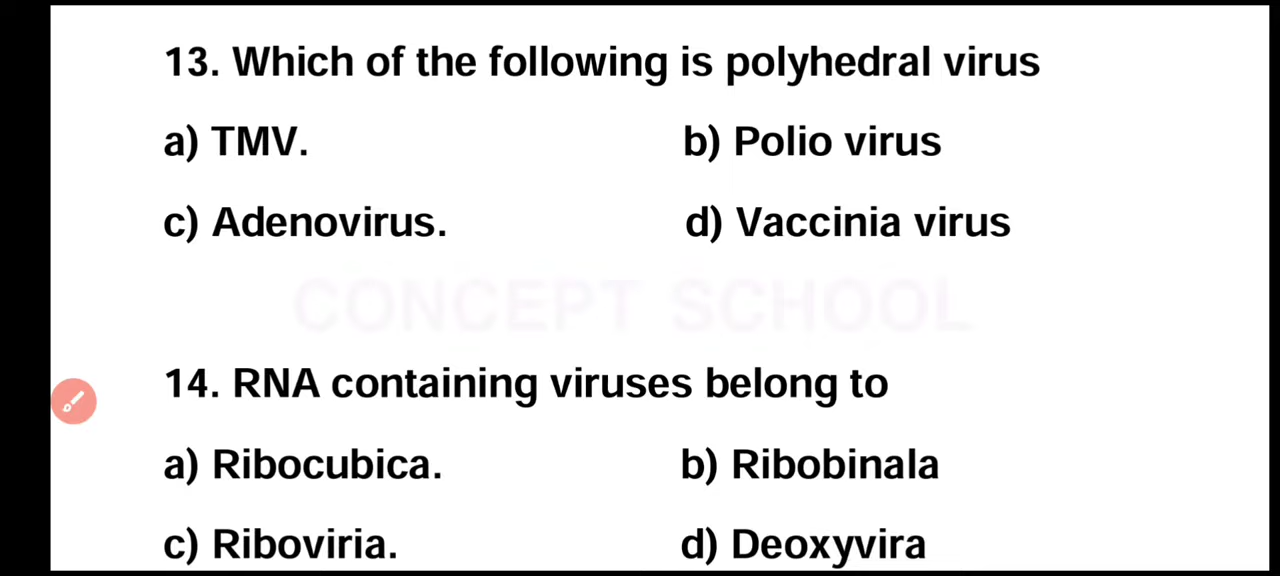 13. Which of the following is polyhedral virus
a) TMV. b) Polio virus
c) Adenovirus. d) Vaccinia virus
CONCEPT SCHOOL
14. RNA containing viruses belong to
a) Ribocubica. b) Ribobinala
c) Riboviria. d) Deoxyvira